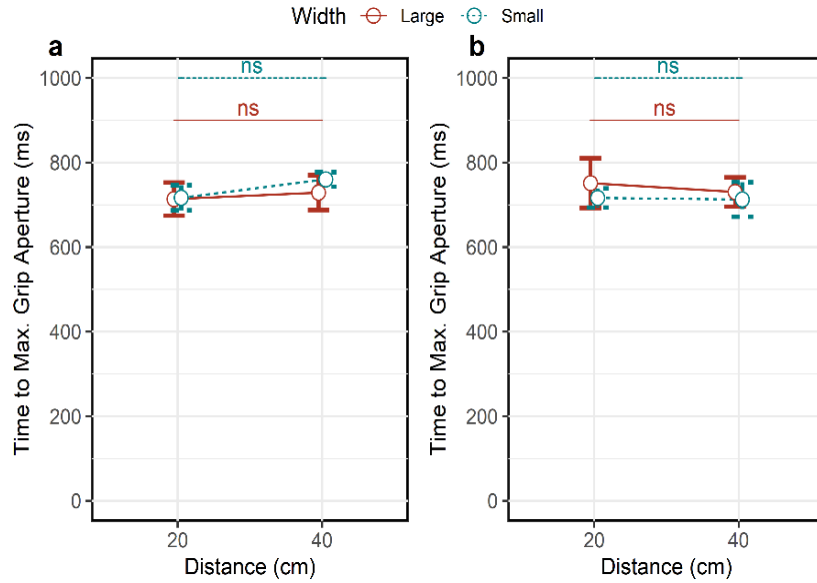 Width Large Small
a
b
ns
ns
ns
ns
Time to Max. Grip Aperture (ms)
1000
800
600
400
200
0
20
40
Distance (cm)
Time to Max. Grip Aperture (ms)
1000
800
600
400
200
0
20
40
Distance (cm)